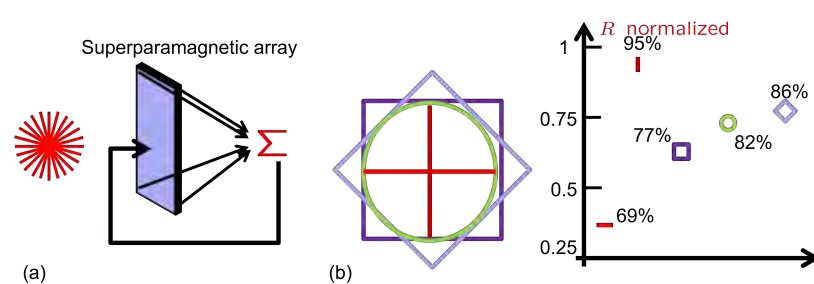 Superparamagnetic array
Σ
(a)
(b)
R normalized
1
95%
86%
0.75
77%
82%
0.5
69%
0.25